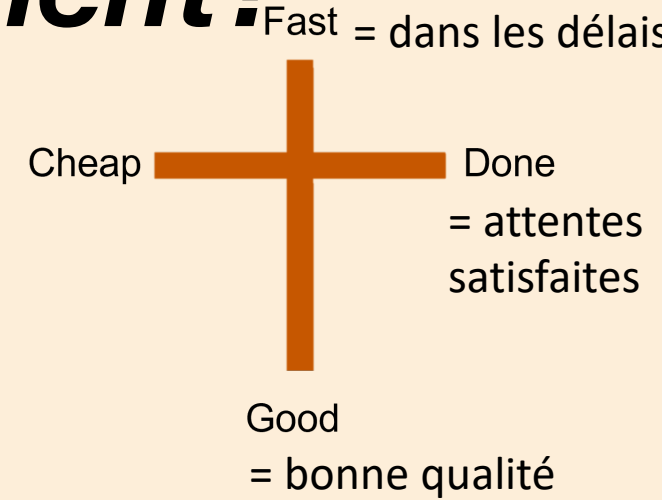 Fast = dans les délais
Cheap
Done
= attentes
satisfaites
Good
= bonne qualité